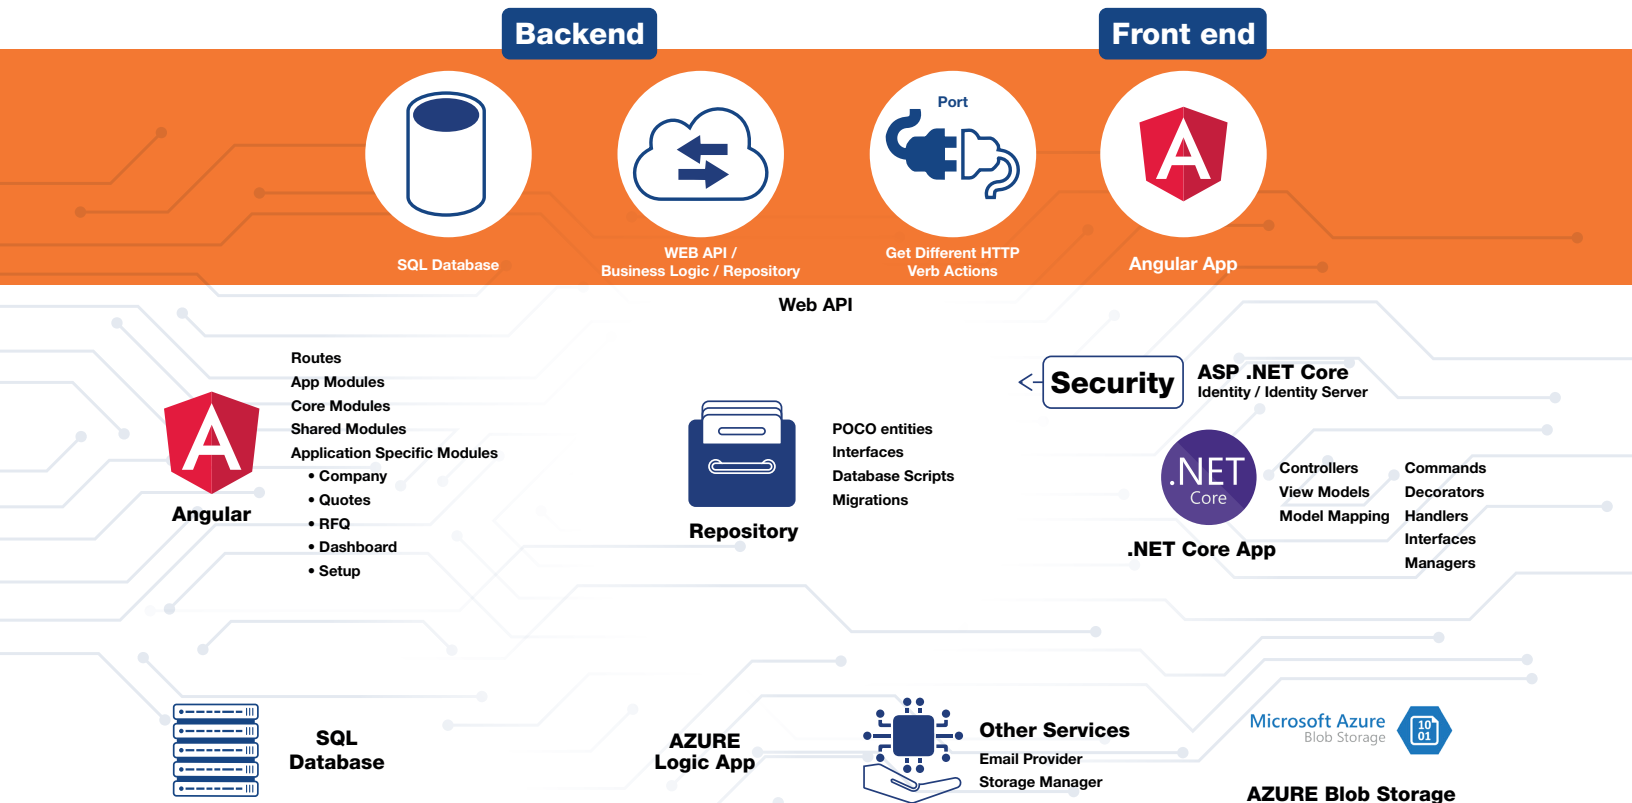 Backend
Front end
Port
SQL Database
WEB API /
Business Logic / Repository
Get Different HTTP
Verb Actions
Angular App
Web API
A
Angular
Routes
App Modules
Core Modules
Shared Modules
Application Specific Modules
• Company
• Quotes
• RFQ
• Dashboard
• Setup
Repository
POCO entities
Interfaces
Database Scripts
Migrations
Security
ASP .NET Core
Identity / Identity Server
.NET
Core
.NET Core App
Controllers
View Models
Model Mapping
Commands
Decorators
Handlers
Interfaces
Managers
SQL
Database
AZURE
Logic App
Other Services
Email Provider
Storage Manager
Microsoft Azure
Blob Storage
10
01
AZURE Blob Storage